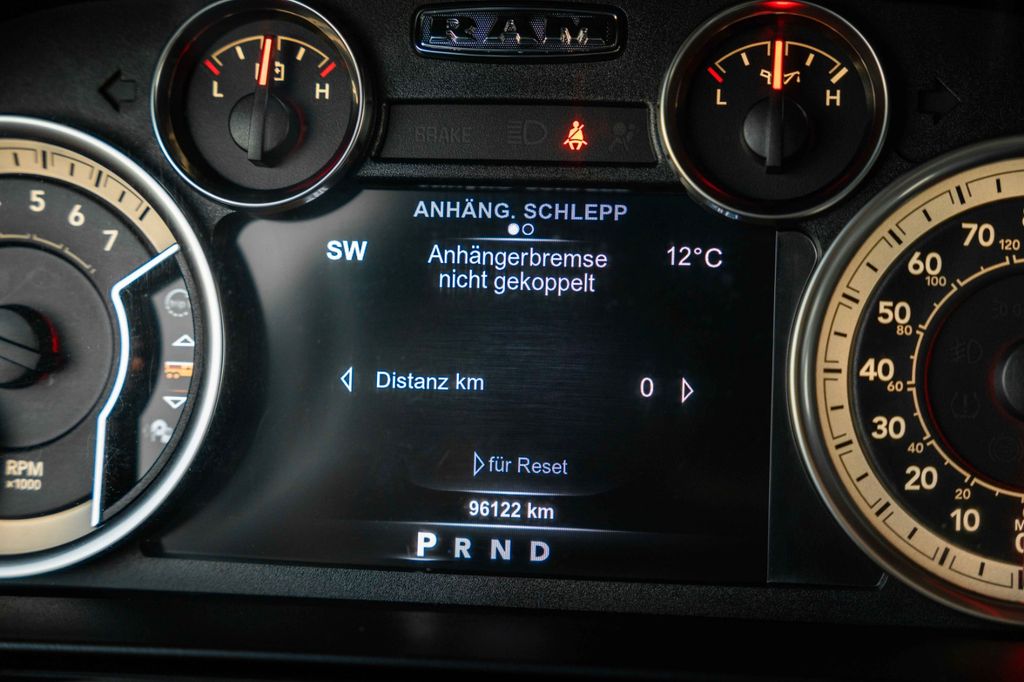 RAM
L H
L H
BRAKE
ANHÄNG. SCHLEPP
SW
Anhängerbremse
nicht gekoppelt
12°C
Distanz km 0
für Reset
96122 km
P R N D
5 6 7
RPM
x1000
70 120
60 100
50 80
40 60
30 40
20 20
10